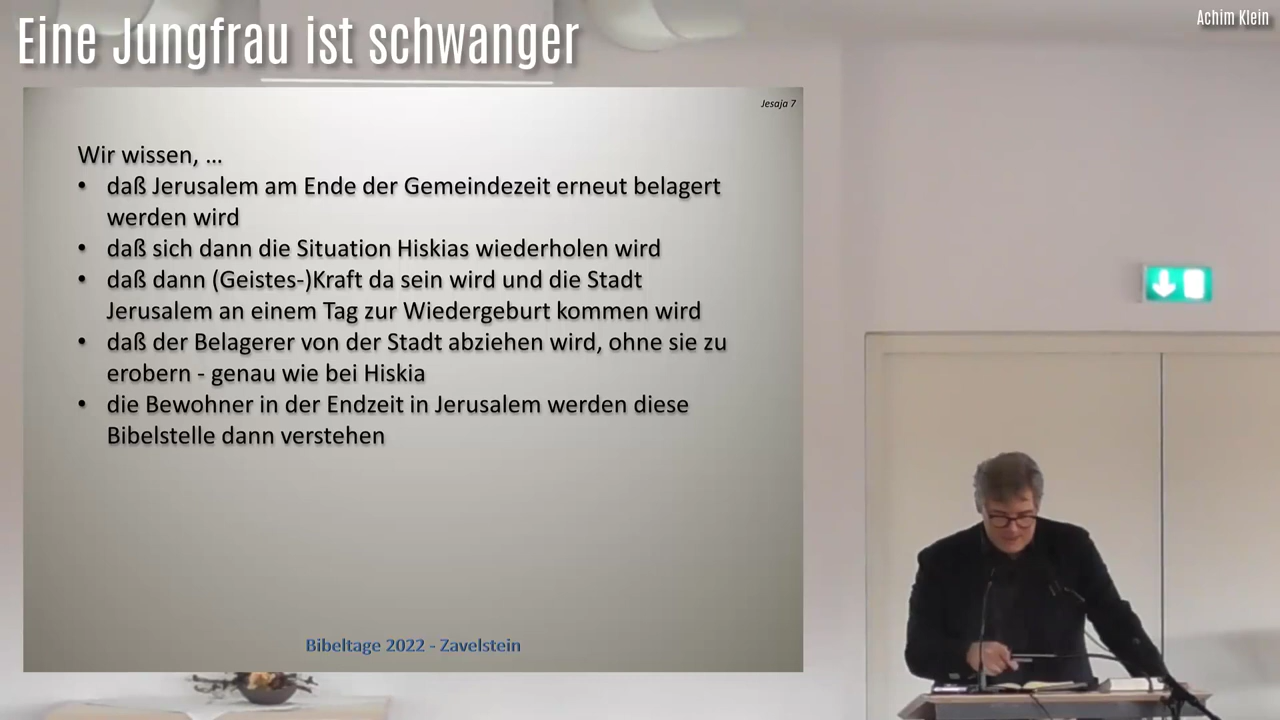 Eine Jungfrau ist schwanger
Achim Klein
Jesaja 7
Wir wissen, ...
• daß Jerusalem am Ende der Gemeindezeit erneut belagert
werden wird
• daß sich dann die Situation Hiskias wiederholen wird
• daß dann (Geistes-)Kraft da sein wird und die Stadt
Jerusalem an einem Tag zur Wiedergeburt kommen wird
• daß der Belagerer von der Stadt abziehen wird, ohne sie zu
erobern - genau wie bei Hiskia
• die Bewohner in der Endzeit in Jerusalem werden diese
Bibelstelle dann verstehen
Bibeltage 2022 - Zavelstein